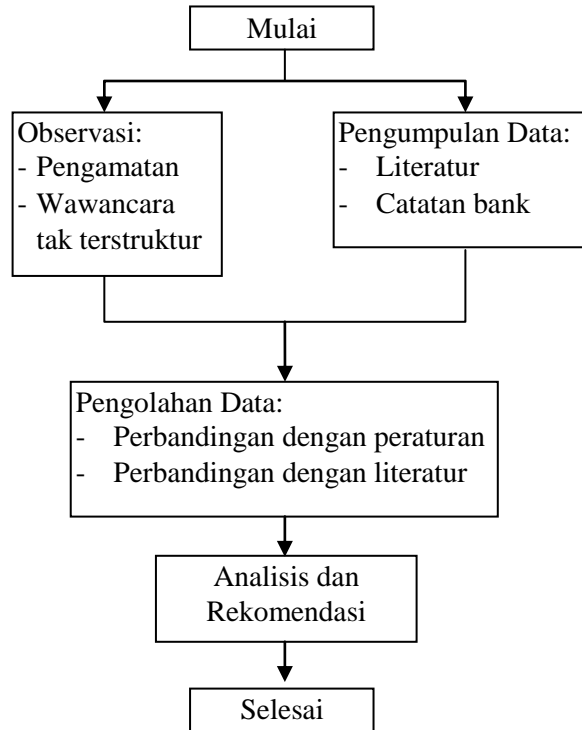 Mulai
Observasi:
- Pengamatan
- Wawancara
tak terstruktur
Pengumpulan Data:
- Literatur
- Catatan bank
Pengolahan Data:
- Perbandingan dengan peraturan
- Perbandingan dengan literatur
Analisis dan
Rekomendasi
Selesai